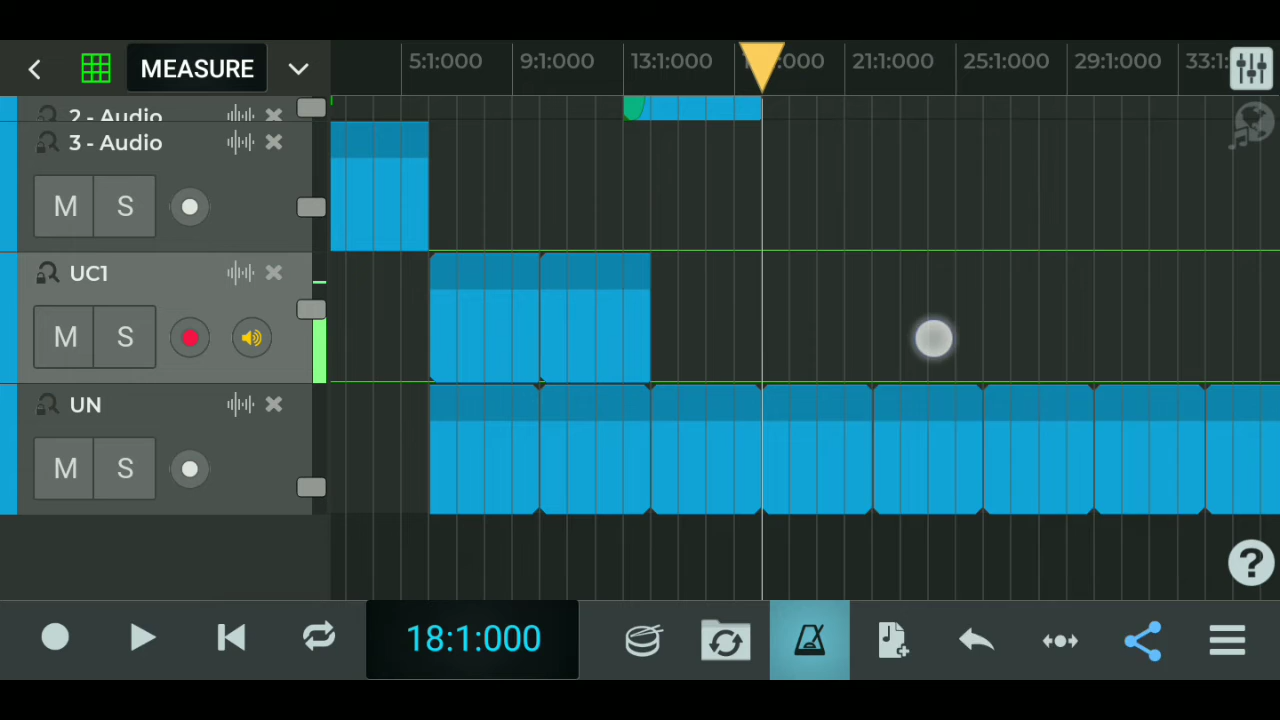 MEASURE 5:1:000 9:1:000 13:1:000 21:1:000 25:1:000 29:1:000
2 - Audio
3 - Audio
M S
UC1
M S
UN
M S
?
18:1:000